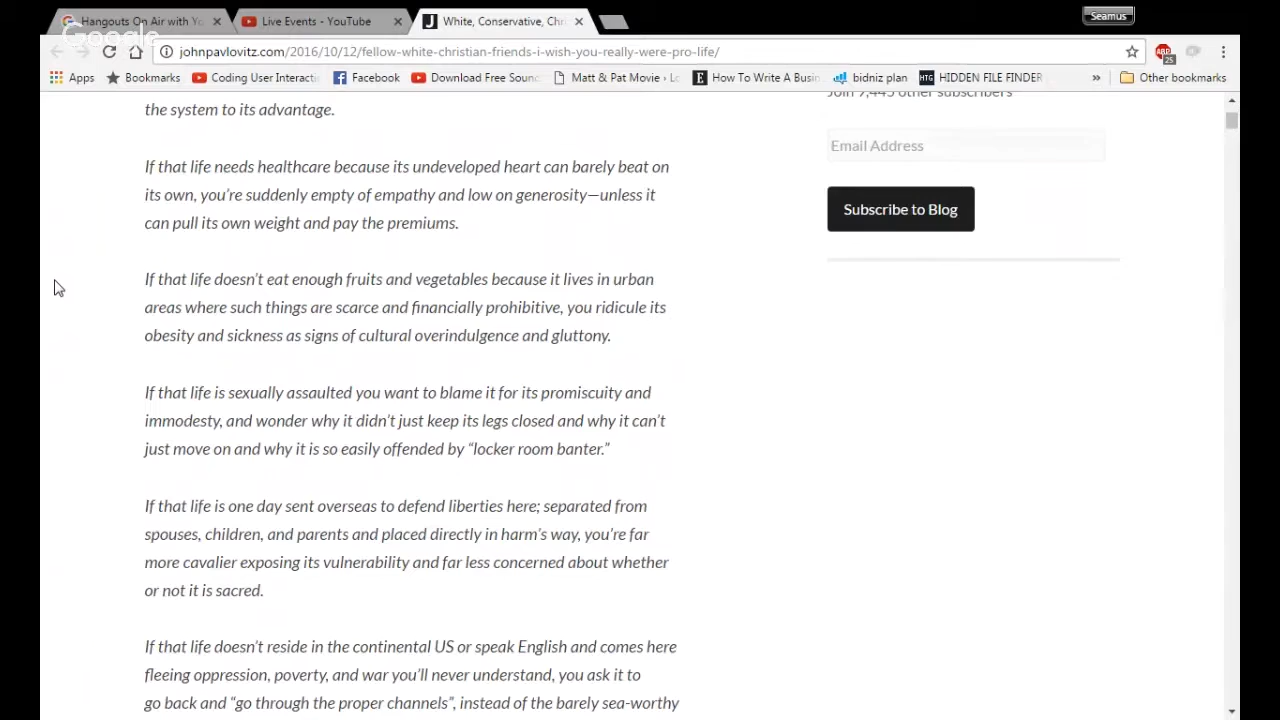 Seamus
Hangouts On Air with Yo
Live Events - YouTube
White, Conservative, Chri
Google
johnpavlovitz.com/2016/10/12/fellow-white-christian-friends-i-wish-you-really-were-pro-life/
ABP
25
Apps
Bookmarks
Coding User Interacti
Facebook
Download Free Soun
Matt & Pat Movie › Lo
E
How To Write A Busin
bidniz plan
HTG
HIDDEN FILE FINDER
»
Other bookmarks
the system to its advantage.
If that life needs healthcare because its undeveloped heart can barely beat on
its own, you’re suddenly empty of empathy and low on generosity—unless it
can pull its own weight and pay the premiums.
If that life doesn’t eat enough fruits and vegetables because it lives in urban
areas where such things are scarce and financially prohibitive, you ridicule its
obesity and sickness as signs of cultural overindulgence and gluttony.
If that life is sexually assaulted you want to blame it for its promiscuity and
immodesty, and wonder why it didn’t just keep its legs closed and why it can’t
just move on and why it is so easily offended by “locker room banter.”
If that life is one day sent overseas to defend liberties here; separated from
spouses, children, and parents and placed directly in harm’s way, you’re far
more cavalier exposing its vulnerability and far less concerned about whether
or not it is sacred.
If that life doesn’t reside in the continental US or speak English and comes here
fleeing oppression, poverty, and war you’ll never understand, you ask it to
go back and “go through the proper channels”, instead of the barely sea-worthy
Join 9,445 other subscribers
Email Address
Subscribe to Blog